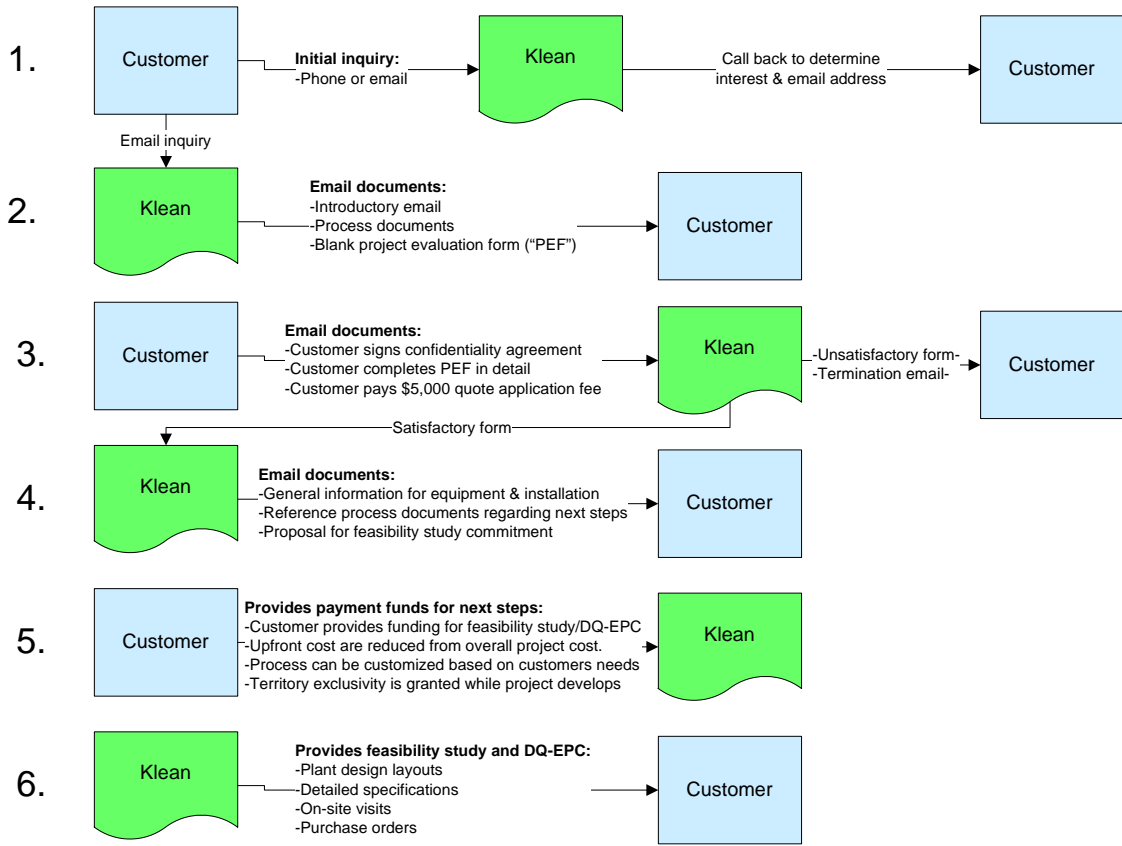 1.
Customer
Initial inquiry:
-Phone or email
Klean
Call back to determine
interest & email address
Customer
Email inquiry
2.
Klean
Email documents:
-Introductory email
-Process documents
-Blank project evaluation form (“PEF”)
Customer
3.
Customer
Email documents:
-Customer signs confidentiality agreement
-Customer completes PEF in detail
-Customer pays $5,000 quote application fee
Klean
-Unsatisfactory form-
-Termination email-
Customer
Satisfactory form
4.
Klean
Email documents:
-General information for equipment & installation
-Reference process documents regarding next steps
-Proposal for feasibility study commitment
Customer
5.
Customer
Provides payment funds for next steps:
-Customer provides funding for feasibility study/DQ-EPC
-Upfront cost are reduced from overall project cost.
-Process can be customized based on customers needs
-Territory exclusivity is granted while project develops
Klean
6.
Klean
Provides feasibility study and DQ-EPC:
-Plant design layouts
-Detailed specifications
-On-site visits
-Purchase orders
Customer